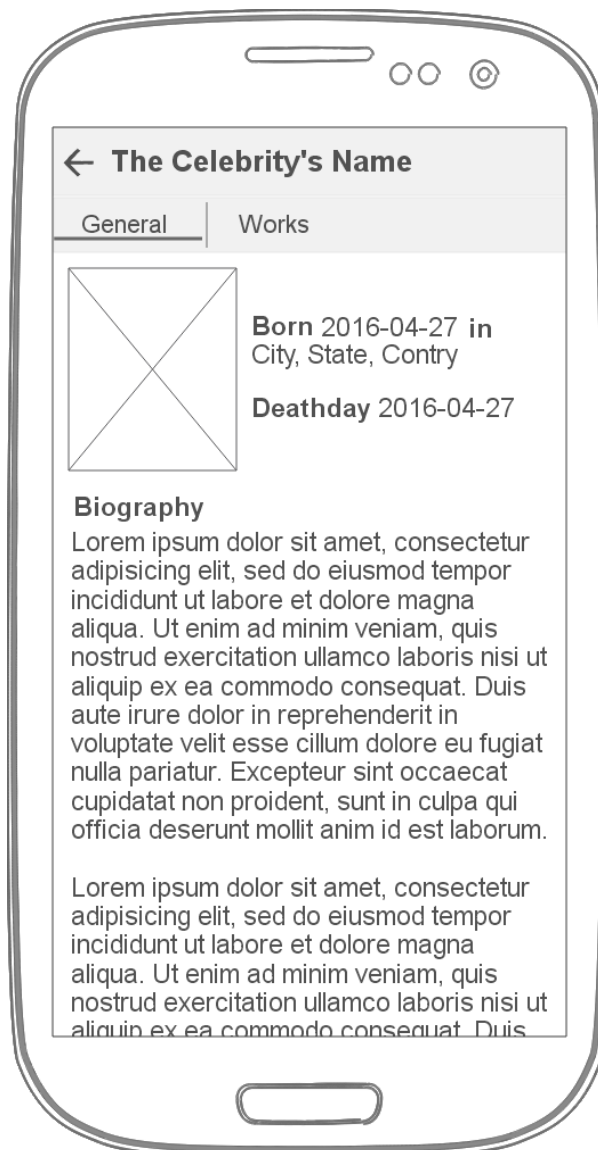 The Celebrity's Name
General Works
Born 2016-04-27 in
City, State, Contry
Deathday 2016-04-27
Biography
Lorem ipsum dolor sit amet, consectetur
adipisicing elit, sed do eiusmod tempor
incididunt ut labore et dolore magna
aliqua. Ut enim ad minim veniam, quis
nostrud exercitation ullamco laboris nisi ut
aliquip ex ea commodo consequat. Duis
aute irure dolor in reprehenderit in
voluptate velit esse cillum dolore eu fugiat
nulla pariatur. Excepteur sint occaecat
cupidatat non proident, sunt in culpa qui
officia deserunt mollit anim id est laborum.
Lorem ipsum dolor sit amet, consectetur
adipisicing elit, sed do eiusmod tempor
incididunt ut labore et dolore magna
aliqua. Ut enim ad minim veniam, quis
nostrud exercitation ullamco laboris nisi ut
aliquip ex ea commodo consequat. Duis